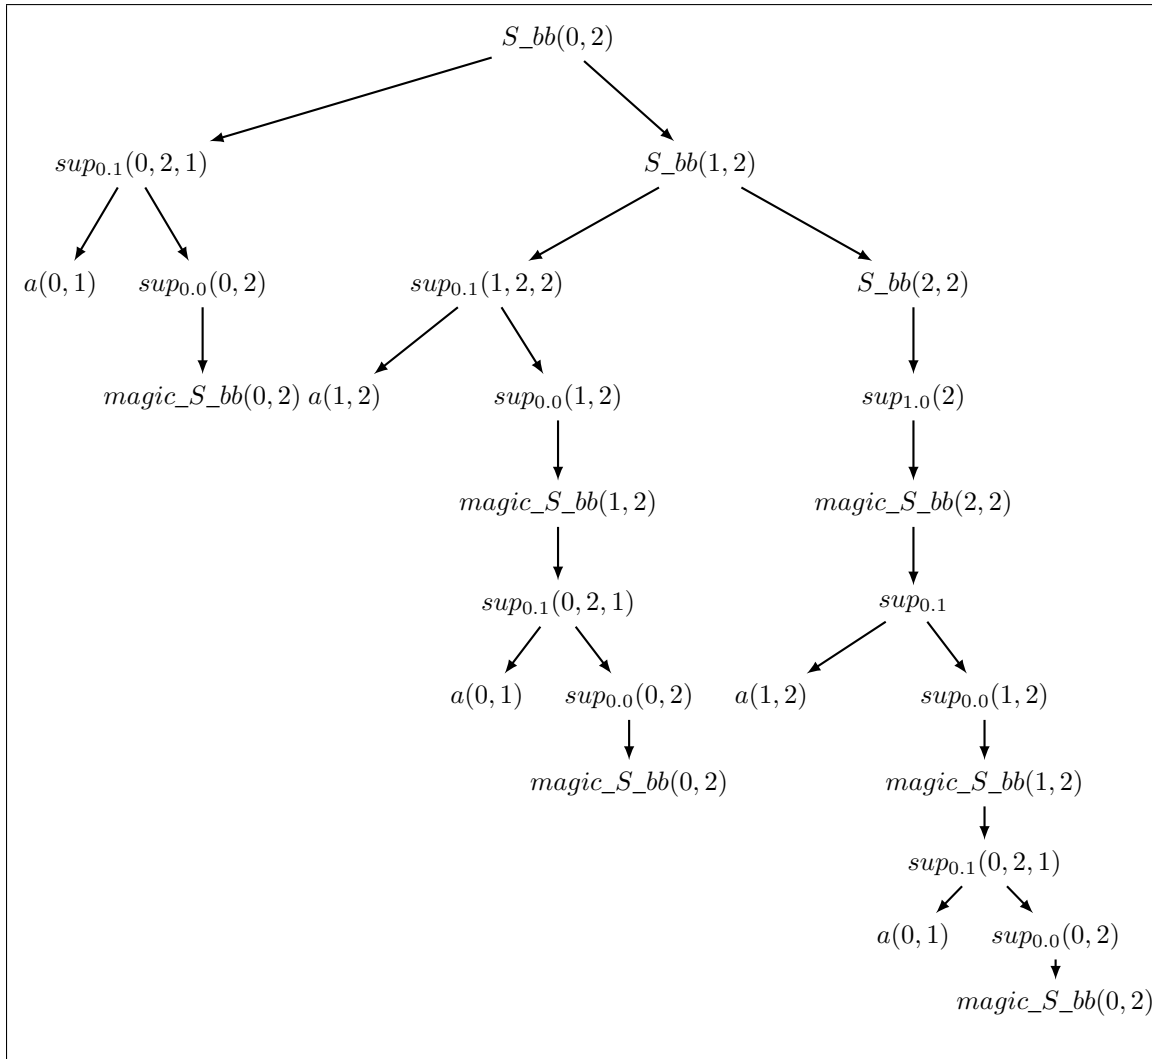 S_bb(0, 2)
sup0.1(0, 2, 1) S_bb(1, 2)
a(0, 1) sup0.0(0, 2) sup0.1(1, 2, 2) S_bb(2, 2)
magic_S_bb(0, 2) a(1, 2) sup0.0(1, 2) sup1.0(2)
magic_S_bb(1, 2) magic_S_bb(2, 2)
sup0.1(0, 2, 1) sup0.1
a(0, 1) sup0.0(0, 2) a(1, 2) sup0.0(1, 2)
magic_S_bb(0, 2) magic_S_bb(1, 2)
sup0.1(0, 2, 1)
a(0, 1) sup0.0(0, 2)
magic_S_bb(0, 2)